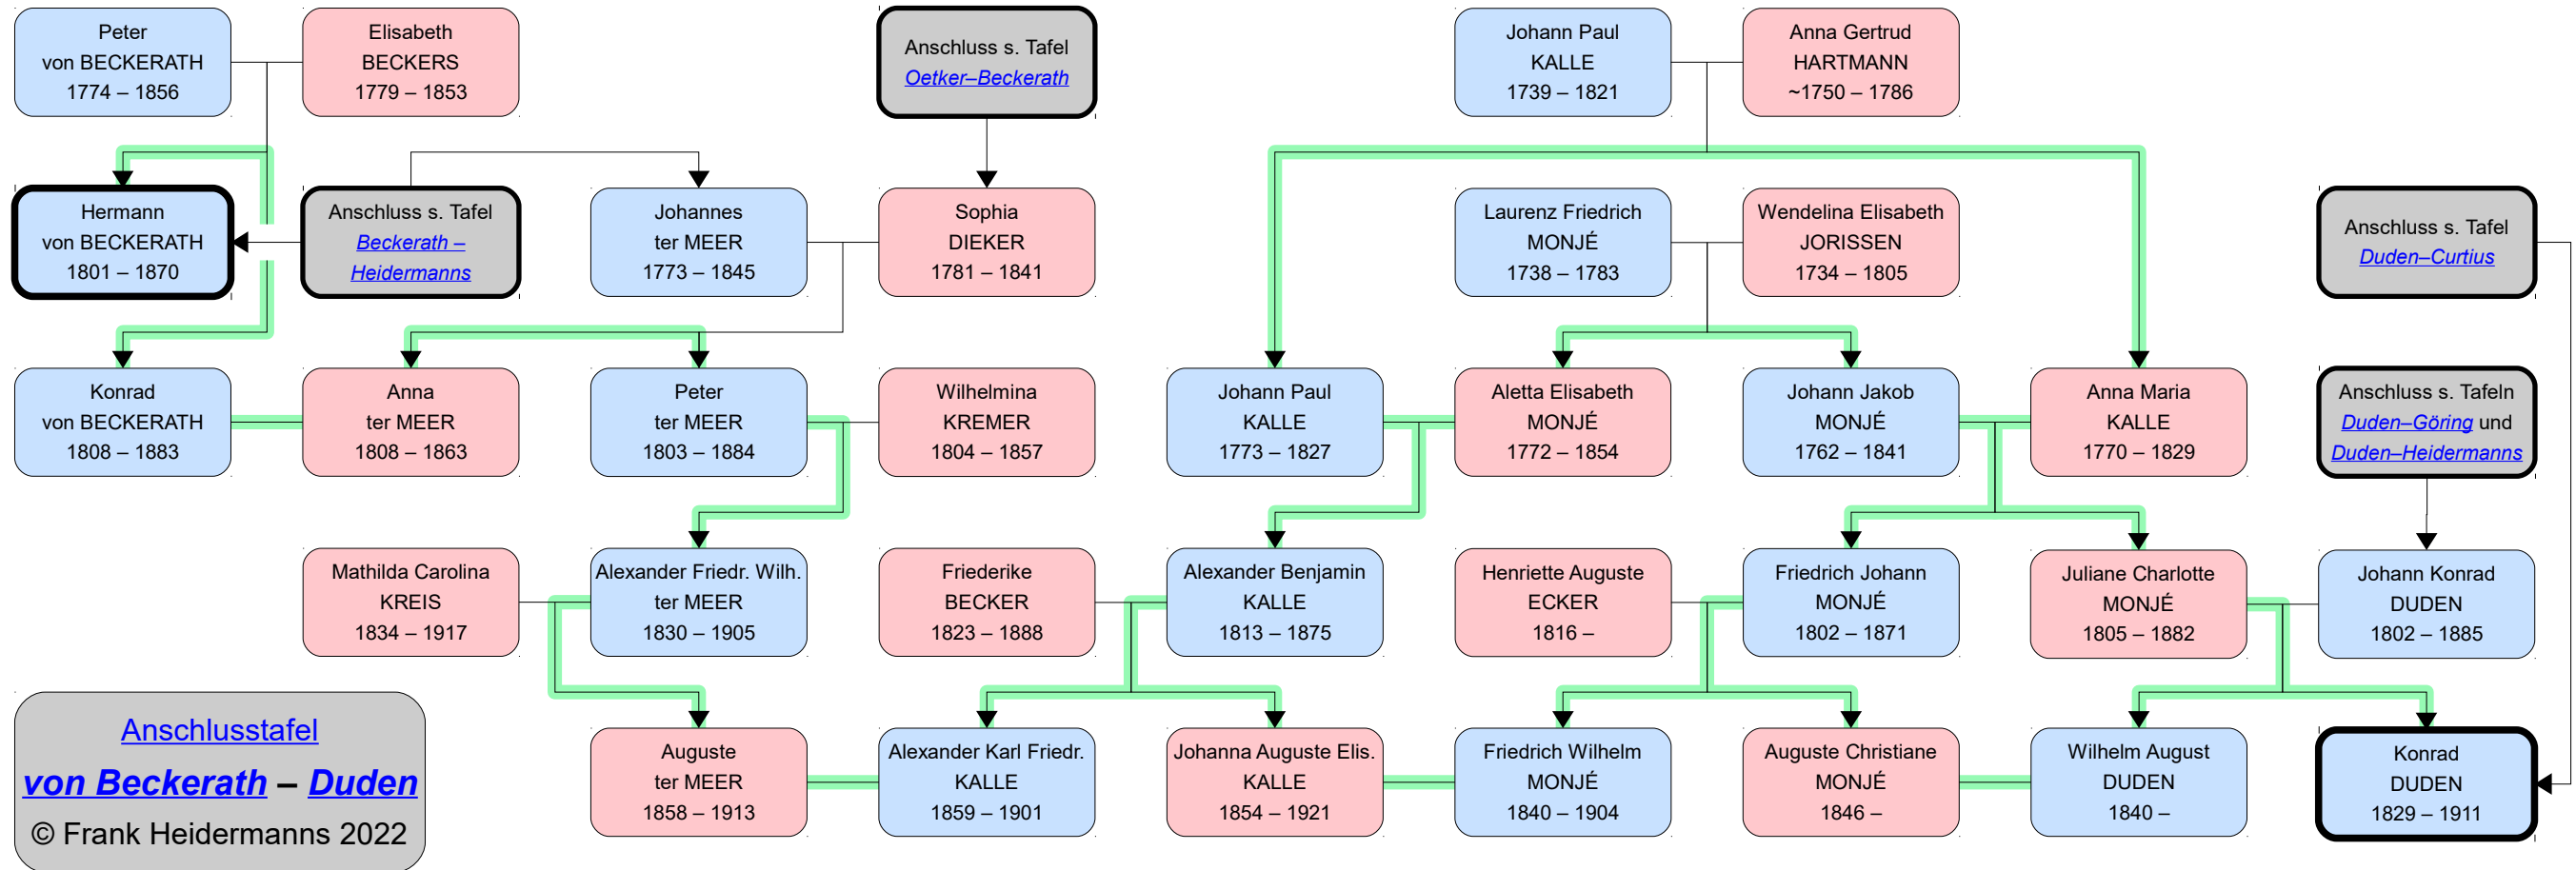 Peter
von BECKERATH
1774 – 1856
Elisabeth
BECKERS
1779 – 1853
Anschluss s. Tafel
Oetker–Beckerath
Johann Paul
KALLE
1739 – 1821
Anna Gertrud
HARTMANN
~1750 – 1786
Hermann
von BECKERATH
1801 – 1870
Anschluss s. Tafel
Beckerath –
Heidermanns
Johannes
ter MEER
1773 – 1845
Sophia
DIEKER
1781 – 1841
Laurenz Friedrich
MONJÉ
1738 – 1783
Wendelina Elisabeth
JORISSEN
1734 – 1805
Anschluss s. Tafel
Duden–Curtius
Konrad
von BECKERATH
1808 – 1883
Anna
ter MEER
1808 – 1863
Peter
ter MEER
1803 – 1884
Wilhelmina
KREMER
1804 – 1857
Johann Paul
KALLE
1773 – 1827
Aletta Elisabeth
MONJÉ
1772 – 1854
Johann Jakob
MONJÉ
1762 – 1841
Anna Maria
KALLE
1770 – 1829
Anschluss s. Tafeln
Duden–Göring und
Duden–Heidermanns
Mathilda Carolina
KREIS
1834 – 1917
Alexander Friedr. Wilh.
ter MEER
1830 – 1905
Friederike
BECKER
1823 – 1888
Alexander Benjamin
KALLE
1813 – 1875
Henriette Auguste
ECKER
1816 –
Friedrich Johann
MONJÉ
1802 – 1871
Juliane Charlotte
MONJÉ
1805 – 1882
Johann Konrad
DUDEN
1802 – 1885
Anschlusstafel
von Beckerath – Duden
© Frank Heidermanns 2022
Auguste
ter MEER
1858 – 1913
Alexander Karl Friedr.
KALLE
1859 – 1901
Johanna Auguste Elis.
KALLE
1854 – 1921
Friedrich Wilhelm
MONJÉ
1840 – 1904
Auguste Christiane
MONJÉ
1846 –
Wilhelm August
DUDEN
1840 –
Konrad
DUDEN
1829 – 1911